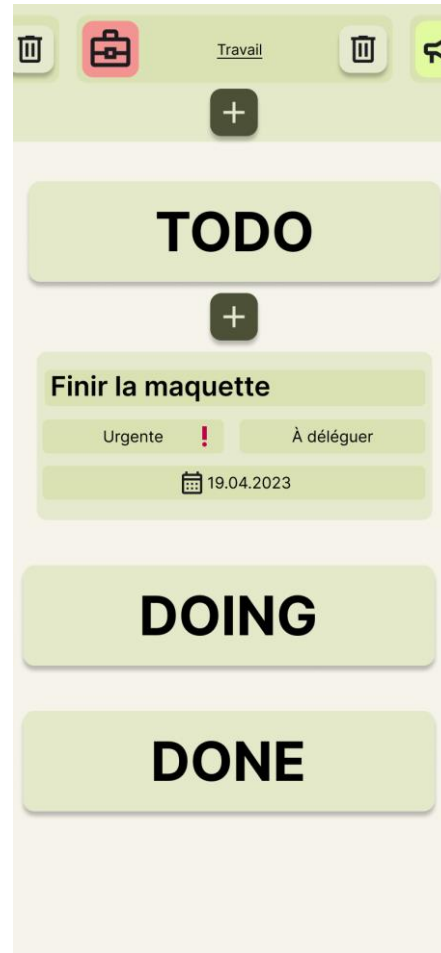 Travail
TODO
Finir la maquette
Urgente ! À déléguer
19.04.2023
DOING
DONE